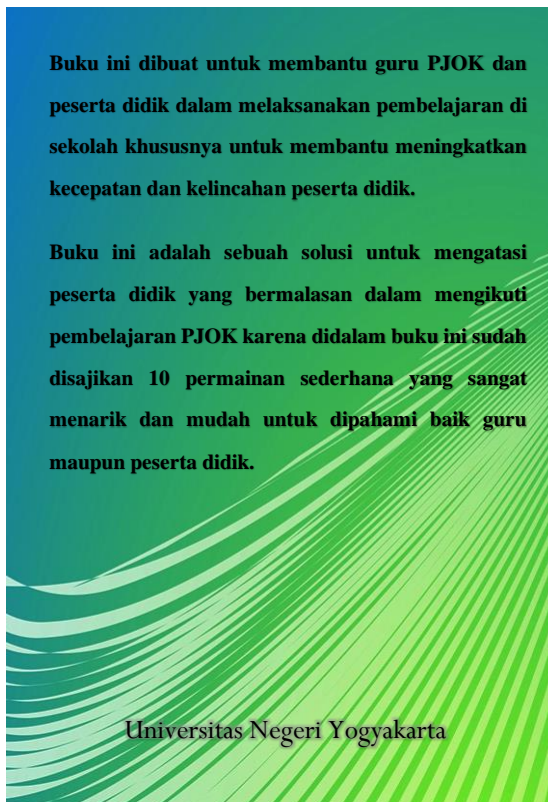 Buku ini dibuat untuk membantu guru PJOK dan
peserta didik dalam melaksanakan pembelajaran di
sekolah khususnya untuk membantu meningkatkan
kecepatan dan kelincahan peserta didik.
Buku ini adalah sebuah solusi untuk mengatasi
peserta didik yang bermalasan dalam mengikuti
pembelajaran PJOK karena didalam buku ini sudah
disajikan 10 permainan sederhana yang sangat
menarik dan mudah untuk dipahami baik guru
maupun peserta didik.
Universitas Negeri Yogyakarta